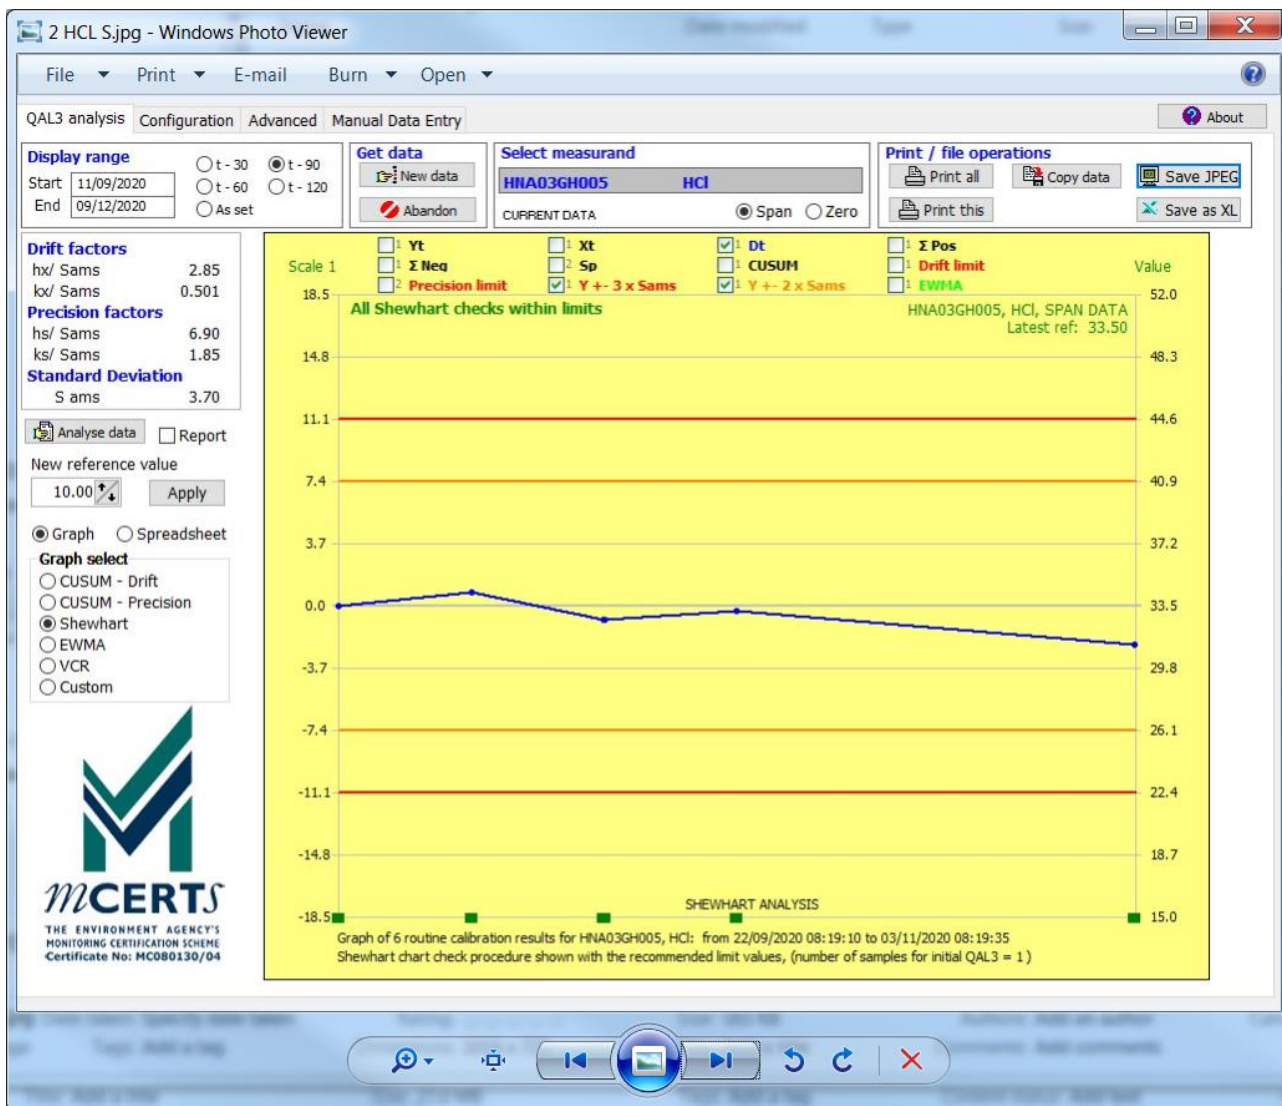 2 HCL S.jpg - Windows Photo Viewer
File Print E-mail Burn Open
QAL3 analysis Configuration Advanced Manual Data Entry About
Display range
Start 11/09/2020
End 09/12/2020
t - 30 t - 90
t - 60 t - 120
As set
Get data
New data
Abandon
Select measurand
HNA03GH005 HCl
CURRENT DATA Span Zero
Print / file operations
Print all Copy data Save JPEG
Print this Save as XL
Drift factors
hx/ Sams 2.85
kx/ Sams 0.501
Precision factors
hs/ Sams 6.90
ks/ Sams 1.85
Standard Deviation
S ams 3.70
Analyse data Report
New reference value
10.00 Apply
Graph Spreadsheet
Graph select
CUSUM - Drift
CUSUM - Precision
Shewhart
EWMA
VCR
Custom
mCERTS
THE ENVIRONMENT AGENCY'S
MONITORING CERTIFICATION SCHEME
Certificate No: MC080130/04
1 Yt 1 Xt 1 Dt 1 Σ Pos
Scale 1 1 Σ Neg 2 Sp 1 CUSUM 1 Drift limit Value
2 Precision limit 1 Y +- 3 x Sams 1 Y +- 2 x Sams 1 EWMA
18.5 52.0
All Shewhart checks within limits HNA03GH005, HCl, SPAN DATA
Latest ref: 33.50
14.8 48.3
11.1 44.6
7.4 40.9
3.7 37.2
0.0 33.5
-3.7 29.8
-7.4 26.1
-11.1 22.4
-14.8 18.7
SHEWHART ANALYSIS
-18.5 15.0
Graph of 6 routine calibration results for HNA03GH005, HCl: from 22/09/2020 08:19:10 to 03/11/2020 08:19:35
Shewhart chart check procedure shown with the recommended limit values, (number of samples for initial QAL3 = 1 )